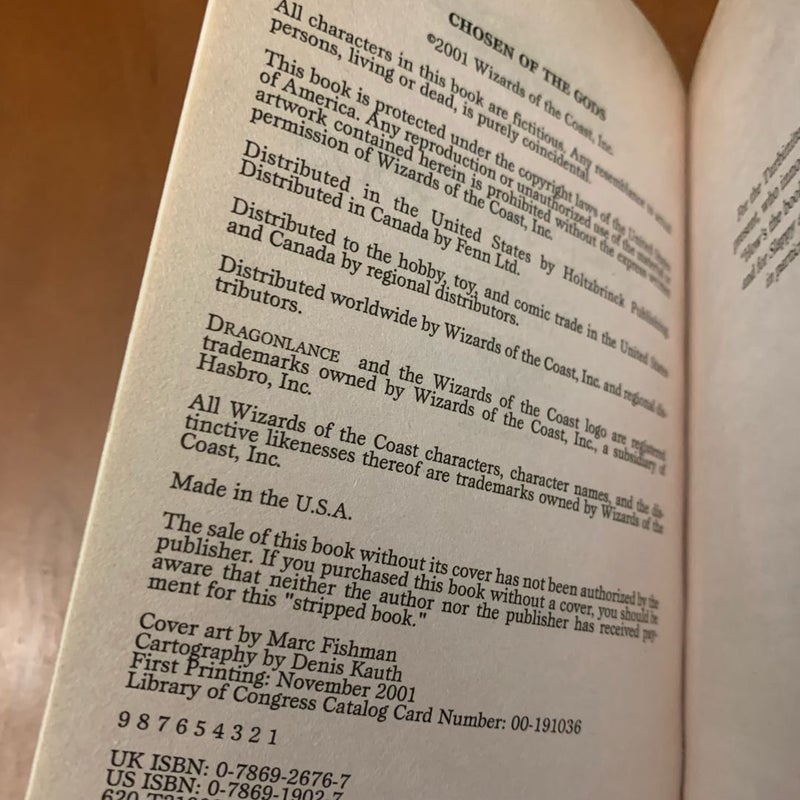 CHOSEN OF THE GODS
©2001 Wizards of the Coast, Inc.
All characters in this book are fictitious. Any resemblance to actual
persons, living or dead, is purely coincidental.
This book is protected under the copyright laws of the United States
of America. Any reproduction or unauthorized use of the material or
artwork contained herein is prohibited without the express written
permission of Wizards of the Coast, Inc.
Distributed in the United States by Holtzbrinck Publishing
Distributed in Canada by Fenn Ltd.
Distributed to the hobby, toy, and comic trade in the United States
and Canada by regional distributors.
Distributed worldwide by Wizards of the Coast, Inc. and regional dis-
tributors.
DRAGONLANCE and the Wizards of the Coast logo are registered
trademarks owned by Wizards of the Coast, Inc., a subsidiary of
Hasbro, Inc.
All Wizards of the Coast characters, character names, and the dis-
tinctive likenesses thereof are trademarks owned by Wizards of the
Coast, Inc.
Made in the U.S.A.
The sale of this book without its cover has not been authorized by the
publisher. If you purchased this book without a cover, you should be
aware that neither the author nor the publisher has received pay-
ment for this "stripped book."
Cover art by Marc Fishman
Cartography by Denis Kauth
First Printing: November 2001
Library of Congress Catalog Card Number: 00-191036
9 8 7 6 5 4 3 2 1
UK ISBN: 0-7869-2676-7
US ISBN: 0-7869-1902-7
For the
present, who
"How's the
and for
in